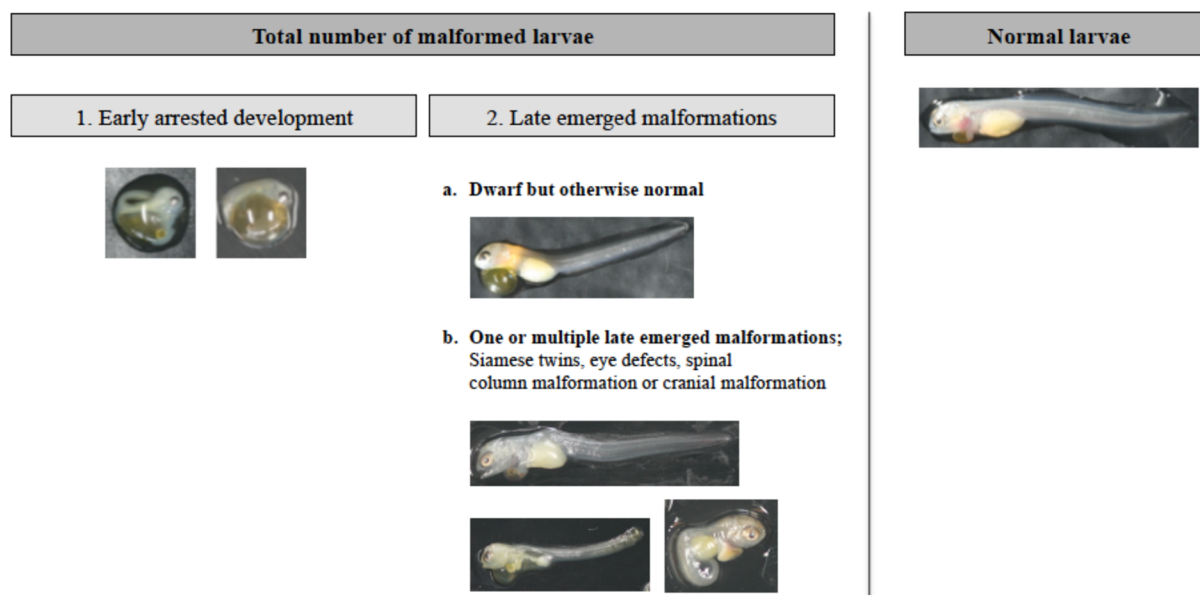 Total number of malformed larvae
Normal larvae
1. Early arrested development
2. Late emerged malformations
a. Dwarf but otherwise normal
b. One or multiple late emerged malformations;
Siamese twins, eye defects, spinal
column malformation or cranial malformation